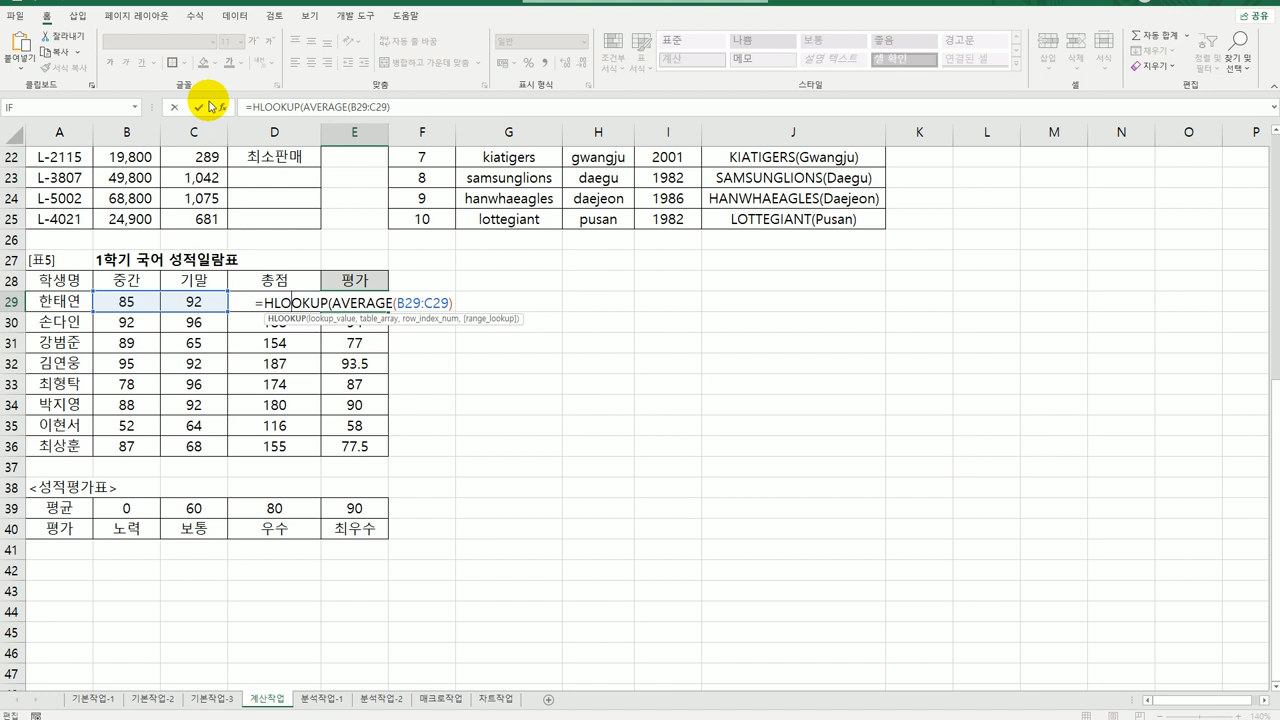 파일 홈 삽입 페이지 레이아웃 수식 데이터 검토 보기 개발 도구 도움말 공유
붙여넣기 잘라내기 복사 서식 복사 클립보드
11 가 가 글꼴
자동 줄 바꿈 병합하고 가운데 맞춤 맞춤
일반 % 표시 형식
조건부 서식 표 서식 표준 나쁨 보통 좋음 경고문
계산 메모 설명 텍스트 셀 확인 연결된 셀 스타일
삽입 삭제 서식 셀
자동 합계 채우기 지우기 정렬 및 필터 찾기 및 선택 편집
IF fx =HLOOKUP(AVERAGE(B29:C29)
A B C D E F G H I J K L M N O P
22 L-2115 19,800 289 최소판매 7 kiatigers gwangju 2001 KIATIGERS(Gwangju)
23 L-3807 49,800 1,042 8 samsunglions daegu 1982 SAMSUNGLIONS(Daegu)
24 L-5002 68,800 1,075 9 hanwhaeagles daejeon 1986 HANWHAEAGLES(Daejeon)
25 L-4021 24,900 681 10 lottegiant pusan 1982 LOTTEGIANT(Pusan)
26
27 [표5] 1학기 국어 성적일람표
28 학생명 중간 기말 총점 평가
29 한태연 85 92 =HLOOKUP(AVERAGE(B29:C29)
HLOOKUP(lookup_value, table_array, row_index_num, [range_lookup])
30 손다인 92 96
31 강범준 89 65 154 77
32 김연웅 95 92 187 93.5
33 최형탁 78 96 174 87
34 박지영 88 92 180 90
35 이현서 52 64 116 58
36 최상훈 87 68 155 77.5
37
38 <성적평가표>
39 평균 0 60 80 90
40 평가 노력 보통 우수 최우수
41
42
43
44
45
46
47
기본작업-1 기본작업-2 기본작업-3 계산작업 분석작업-1 분석작업-2 매크로작업 차트작업
편집 140%